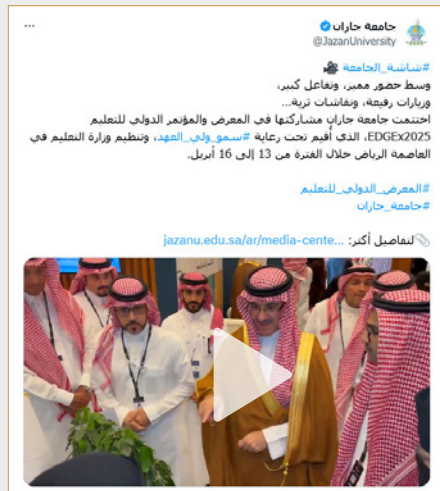 جامعة جازان
@JazanUniversity
#شاشة_الجامعة
وسط حضور مميز، وتفاعل كبير،
وزيارات رفيعة، ونقاشات ثرية...
اختتمت جامعة جازان مشاركتها في المعرض والمؤتمر الدولي للتعليم
EDGEx2025، الذي أقيم تحت رعاية #سمو_ولي_العهد، وتنظيم وزارة التعليم في
العاصمة الرياض خلال الفترة من 13 إلى 16 أبريل.
#المعرض_الدولي_للتعليم
#جامعة_جازان
لتفاصيل أكثر: jazanu.edu.sa/ar/media-cente...